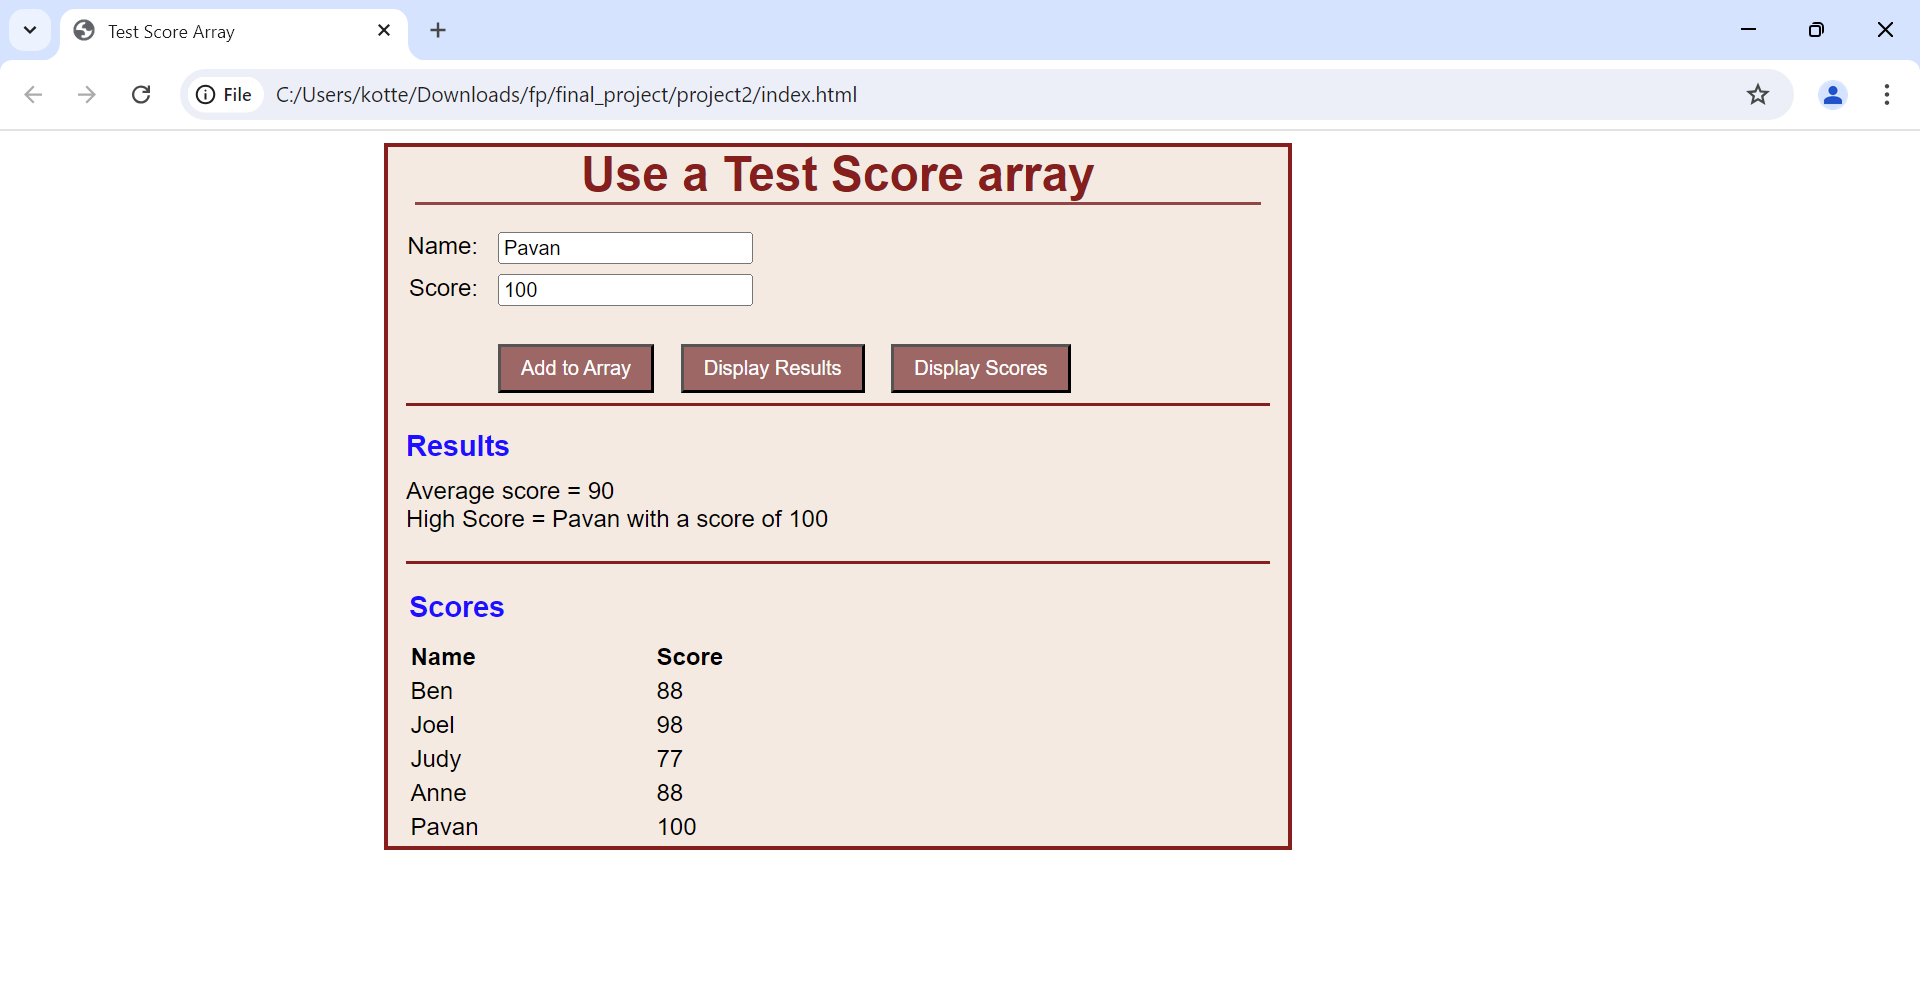 Test Score Array
File C:/Users/kotte/Downloads/fp/final_project/project2/index.html
Use a Test Score array
Name: Pavan
Score: 100
Add to Array Display Results Display Scores
Results
Average score = 90
High Score = Pavan with a score of 100
Scores
Name Score
Ben 88
Joel 98
Judy 77
Anne 88
Pavan 100